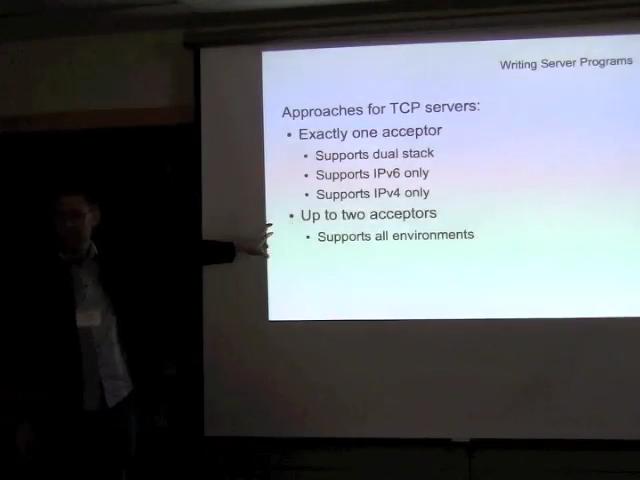 Writing Server Programs
Approaches for TCP servers:
• Exactly one acceptor
• Supports dual stack
• Supports IPv6 only
• Supports IPv4 only
• Up to two acceptors
• Supports all environments